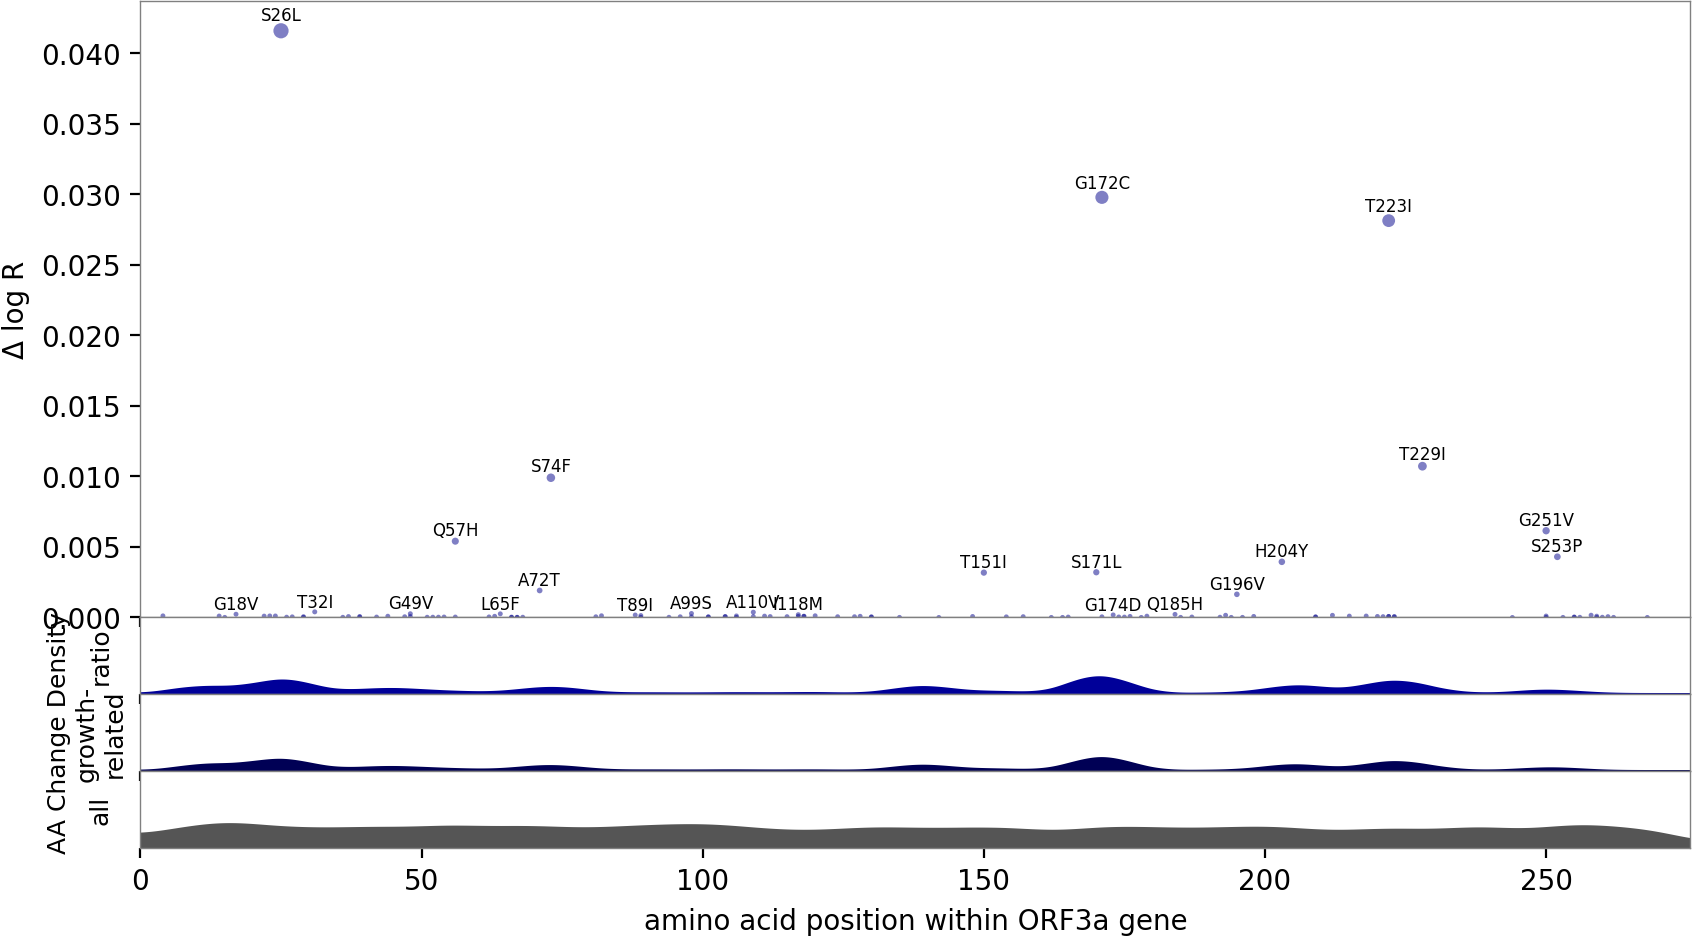 S26L
0.040
0.035
G172C
0.030
T223I
0.025
Δ log R
0.020
0.015
T229I
S74F
0.010
Q57H
G251V
S253P
0.005
H204Y
T151I
S171L
A72T
G196V
G18V
T32I
G49V
L65F
T89I
A99S
A110V
I118M
G174D
Q185H
0.000
AA Change Density
ratio
growth-
related
all
0
50
100
150
200
250
amino acid position within ORF3a gene